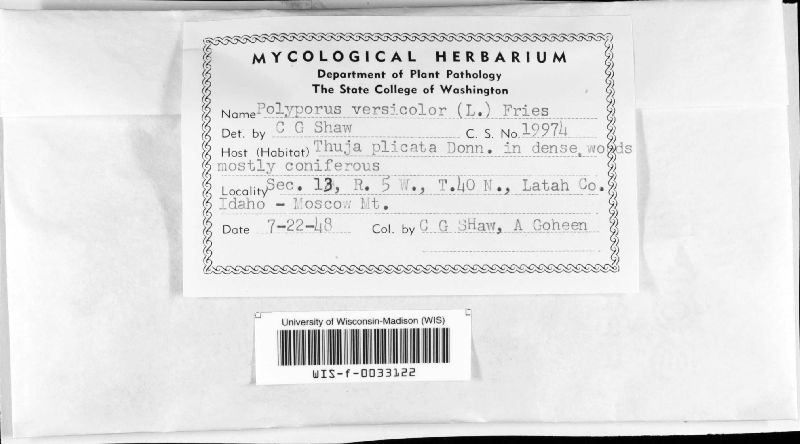 MYCOLOGICAL HERBARIUM
Department of Plant Pathology
The State College of Washington
Name Polyporus versicolor (L.) Fries
Det. by C G Shaw C. S. No. 19974
Host (Habitat) Thuja plicata Donn. in dense, woods
mostly coniferous
Locality Sec. 13, R. 5 W., T.40 N., Latah Co.
Idaho - Moscow Mt.
Date 7-22-48 Col. by C G SHaw, A Goheen
University of Wisconsin-Madison (WIS)
WIS-f-0033122